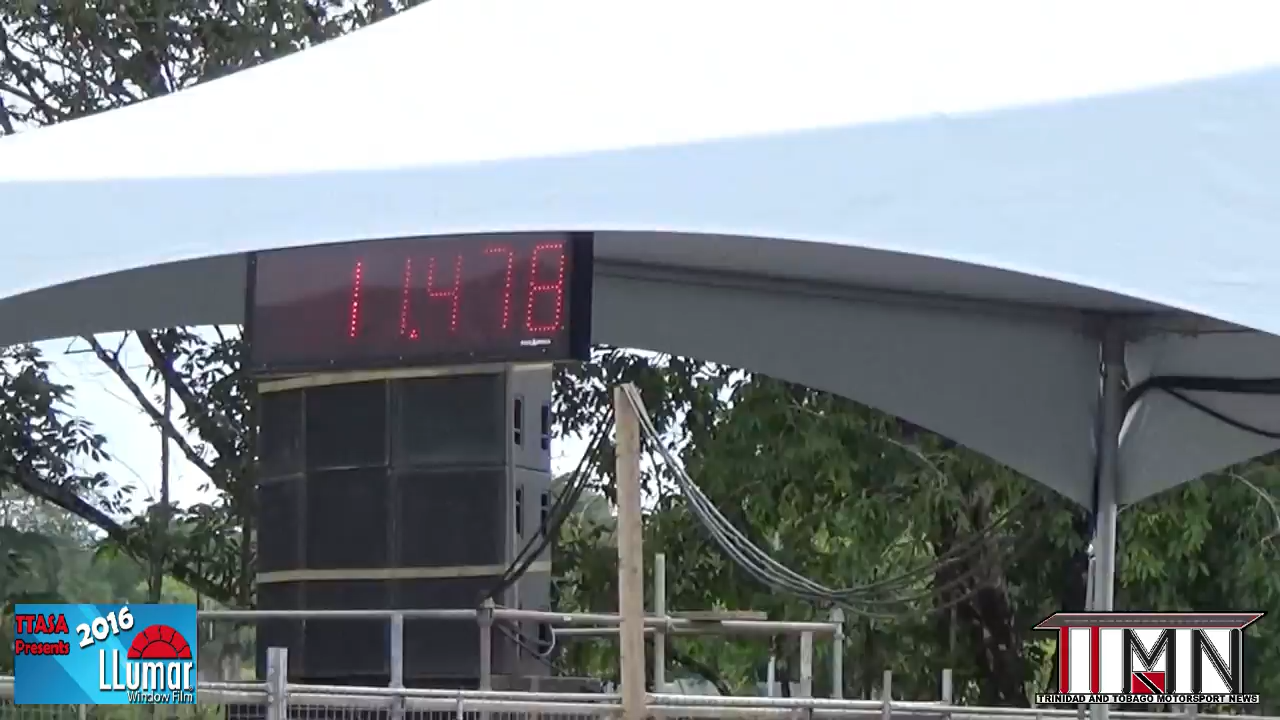 11.478
TTASA
Presents
2016
LLumar
Window Film
TMN
TRINIDAD AND TOBAGO MOTORSPORT NEWS